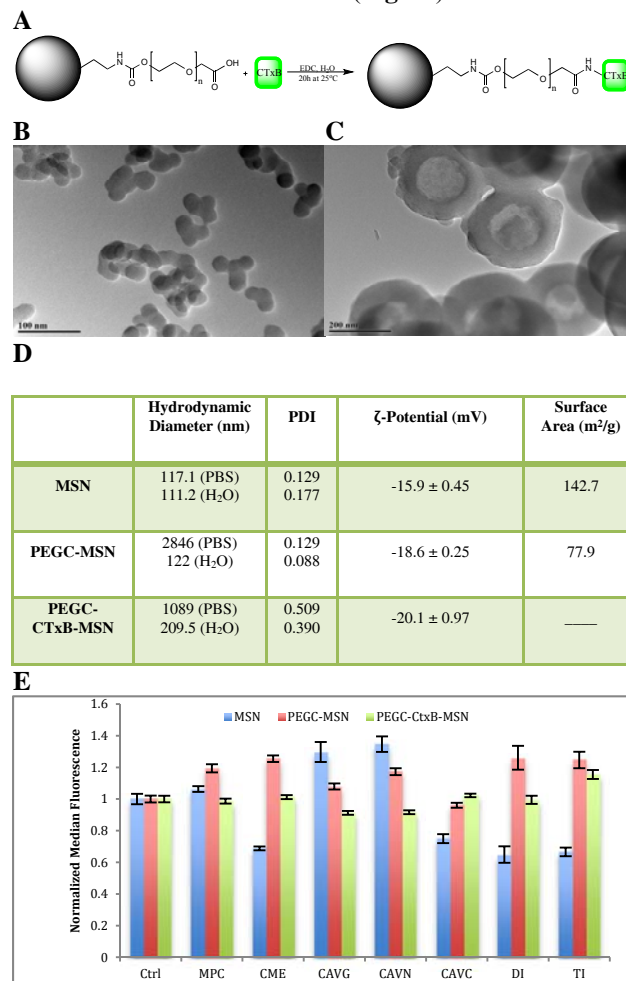 A
H
N
O
O
O
n
OH
O
+
CTxB
EDC, H2O
20h at 25°C
H
N
O
O
O
n
H
N
O
CTxB
B
C
100 nm
200 nm
D
Hydrodynamic Diameter (nm)
PDI
ζ-Potential (mV)
Surface Area (m²/g)
MSN
117.1 (PBS)
111.2 (H₂O)
0.129
0.177
-15.9 ± 0.45
142.7
PEGC-MSN
2846 (PBS)
122 (H₂O)
0.129
0.088
-18.6 ± 0.25
77.9
PEGC-
CTxB-MSN
1089 (PBS)
209.5 (H₂O)
0.509
0.390
-20.1 ± 0.97
____
E
MSN PEGC-MSN PEGC-CtxB-MSN
Normalized Median Fluorescence
1.6
1.4
1.2
1
0.8
0.6
0.4
0.2
0
Ctrl MPC CME CAVG CAVN CAVC DI TI